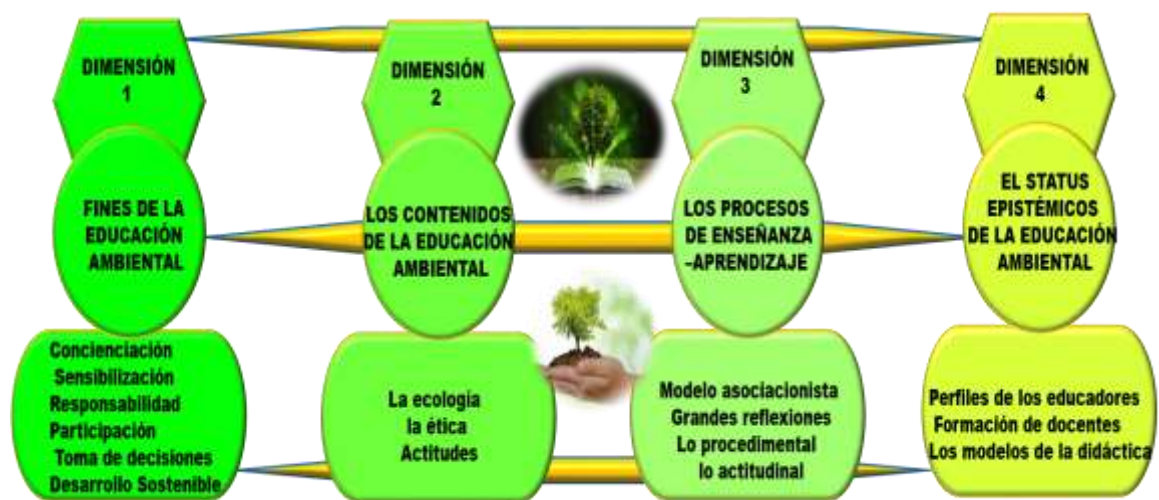 DIMENSIÓN
1
FINES DE LA
EDUCACIÓN
AMBIENTAL
Concienciación
Sensibilización
Responsabilidad
Participación
Toma de decisiones
Desarrollo Sostenible
DIMENSIÓN
2
LOS CONTENIDOS
DE LA EDUCACIÓN
AMBIENTAL
La ecología
la ética
Actitudes
DIMENSIÓN
3
LOS PROCESOS
DE ENSEÑANZA
–APRENDIZAJE
Modelo asociacionista
Grandes reflexiones
Lo procedimental
lo actitudinal
DIMENSIÓN
4
EL STATUS
EPISTÉMICOS
DE LA EDUCACIÓN
AMBIENTAL
Perfiles de los educadores
Formación de docentes
Los modelos de la didáctica